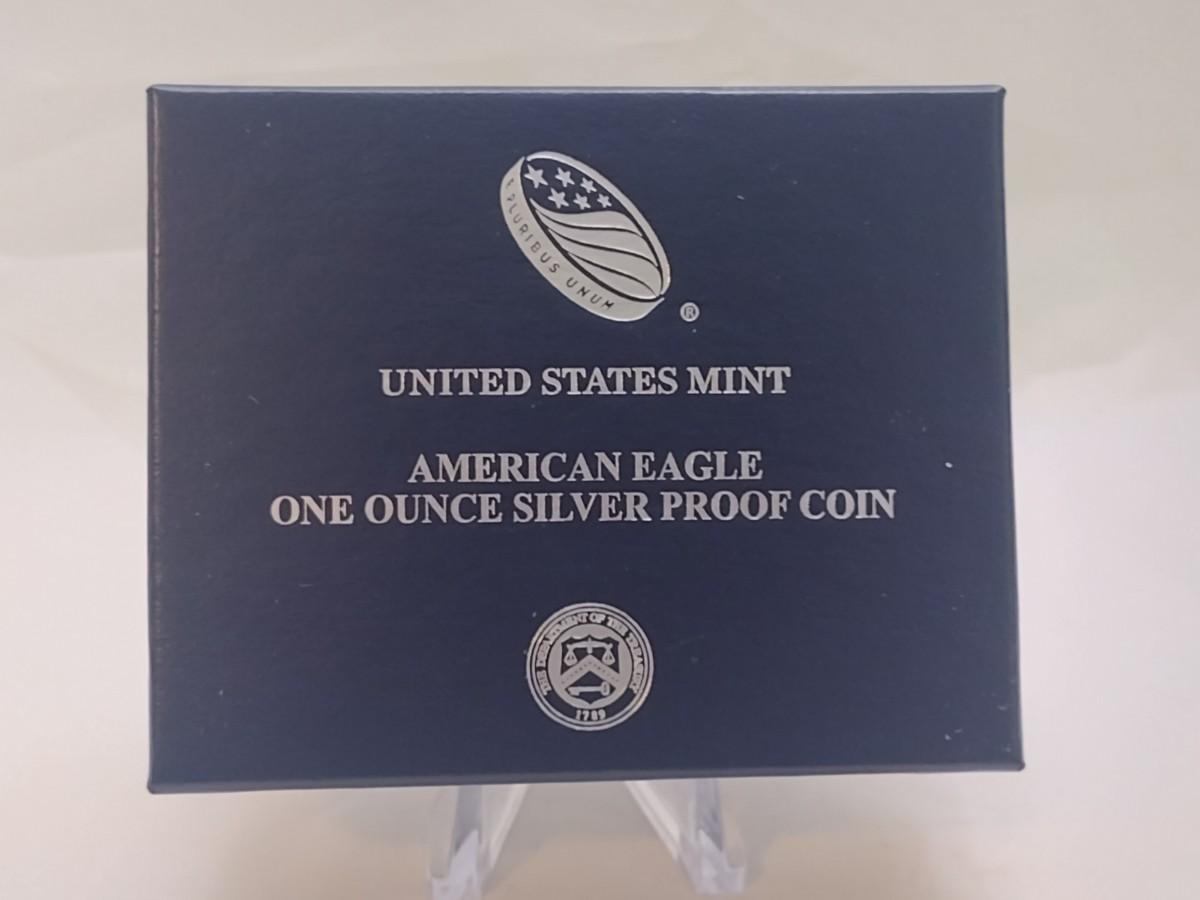 E PLURIBUS UNUM
®
UNITED STATES MINT
AMERICAN EAGLE
ONE OUNCE SILVER PROOF COIN
THE DEPARTMENT OF THE TREASURY
1789